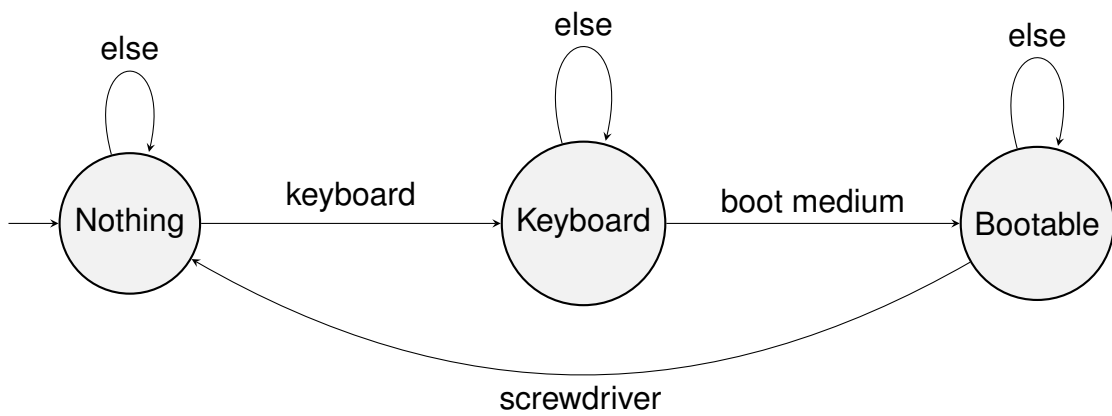 else
else
else
keyboard
boot medium
Nothing
Keyboard
Bootable
screwdriver